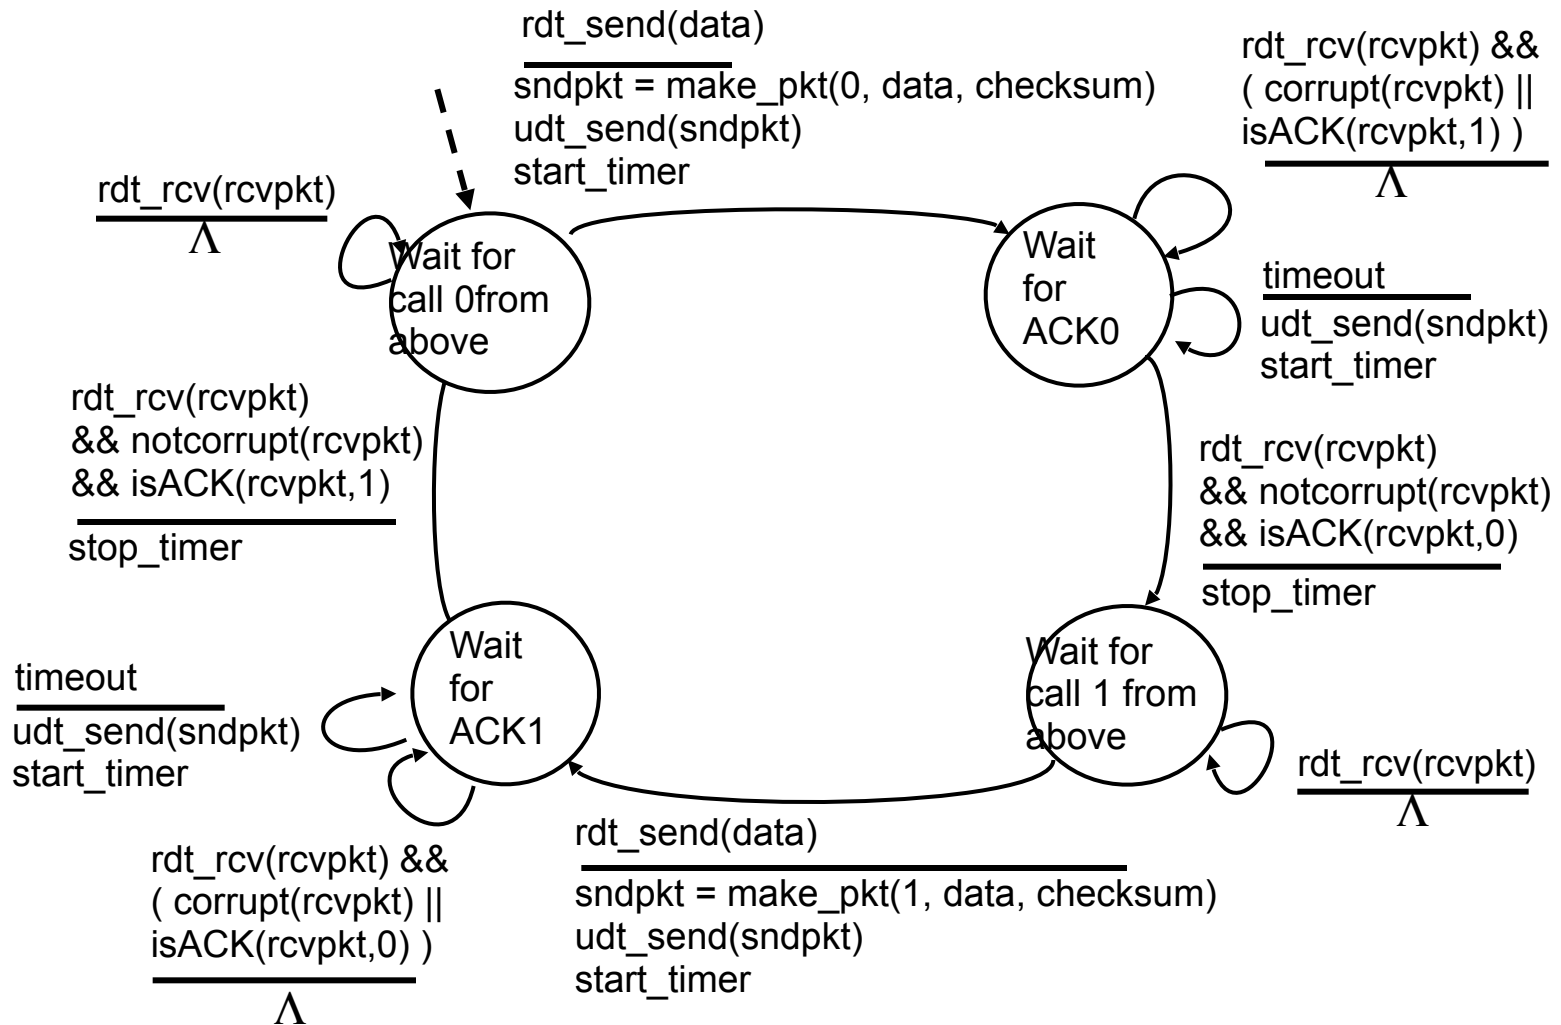 rdt_send(data)
sndpkt = make_pkt(0, data, checksum)
udt_send(sndpkt)
start_timer
rdt_rcv(rcvpkt) &&
( corrupt(rcvpkt) ||
isACK(rcvpkt,1) )
Λ
rdt_rcv(rcvpkt)
Λ
Wait for
call 0from
above
Wait
for
ACK0
timeout
udt_send(sndpkt)
start_timer
rdt_rcv(rcvpkt)
&& notcorrupt(rcvpkt)
&& isACK(rcvpkt,1)
stop_timer
rdt_rcv(rcvpkt)
&& notcorrupt(rcvpkt)
&& isACK(rcvpkt,0)
stop_timer
Wait
for
ACK1
Wait for
call 1 from
above
timeout
udt_send(sndpkt)
start_timer
rdt_rcv(rcvpkt)
Λ
rdt_rcv(rcvpkt) &&
( corrupt(rcvpkt) ||
isACK(rcvpkt,0) )
Λ
rdt_send(data)
sndpkt = make_pkt(1, data, checksum)
udt_send(sndpkt)
start_timer